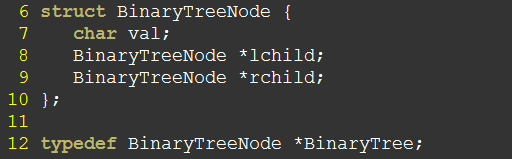 6 struct BinaryTreeNode {
7    char val;
8    BinaryTreeNode *lchild;
9    BinaryTreeNode *rchild;
10 };
11
12 typedef BinaryTreeNode *BinaryTree;